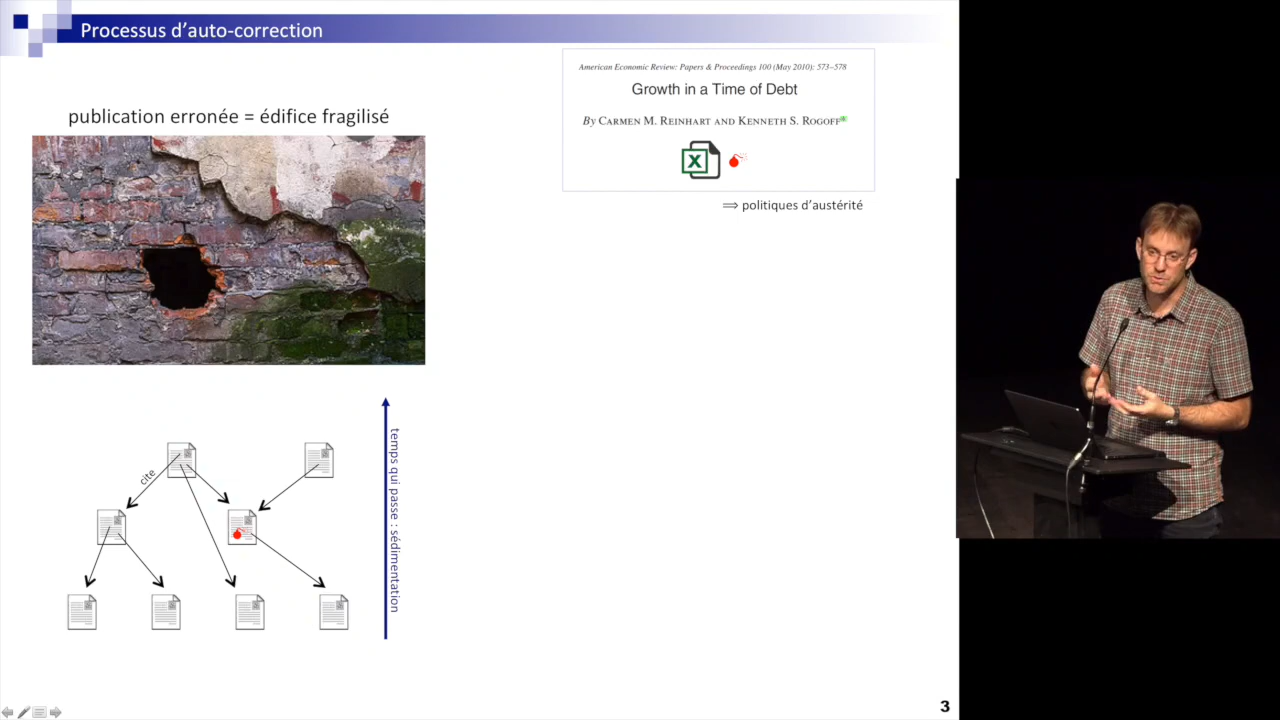 Processus d'auto-correction
publication erronée = édifice fragilisé
American Economic Review: Papers & Proceedings 100 (May 2010): 573–578
Growth in a Time of Debt
By CARMEN M. REINHART AND KENNETH S. ROGOFF*
X
⟹ politiques d'austérité
cite
temps qui passe : sédimentation
3